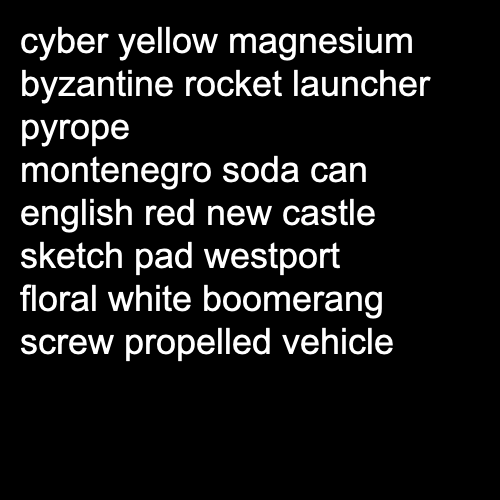 cyber yellow magnesium
byzantine rocket launcher
pyrope
montenegro soda can
english red new castle
sketch pad westport
floral white boomerang
screw propelled vehicle